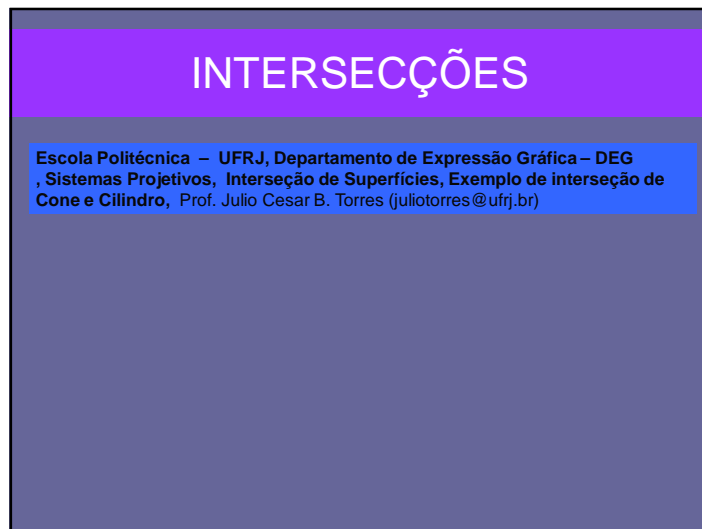 INTERSECÇÕES
Escola Politécnica – UFRJ, Departamento de Expressão Gráfica – DEG
, Sistemas Projetivos, Interseção de Superfícies, Exemplo de interseção de
Cone e Cilindro, Prof. Julio Cesar B. Torres (juliotorres@ufrj.br)